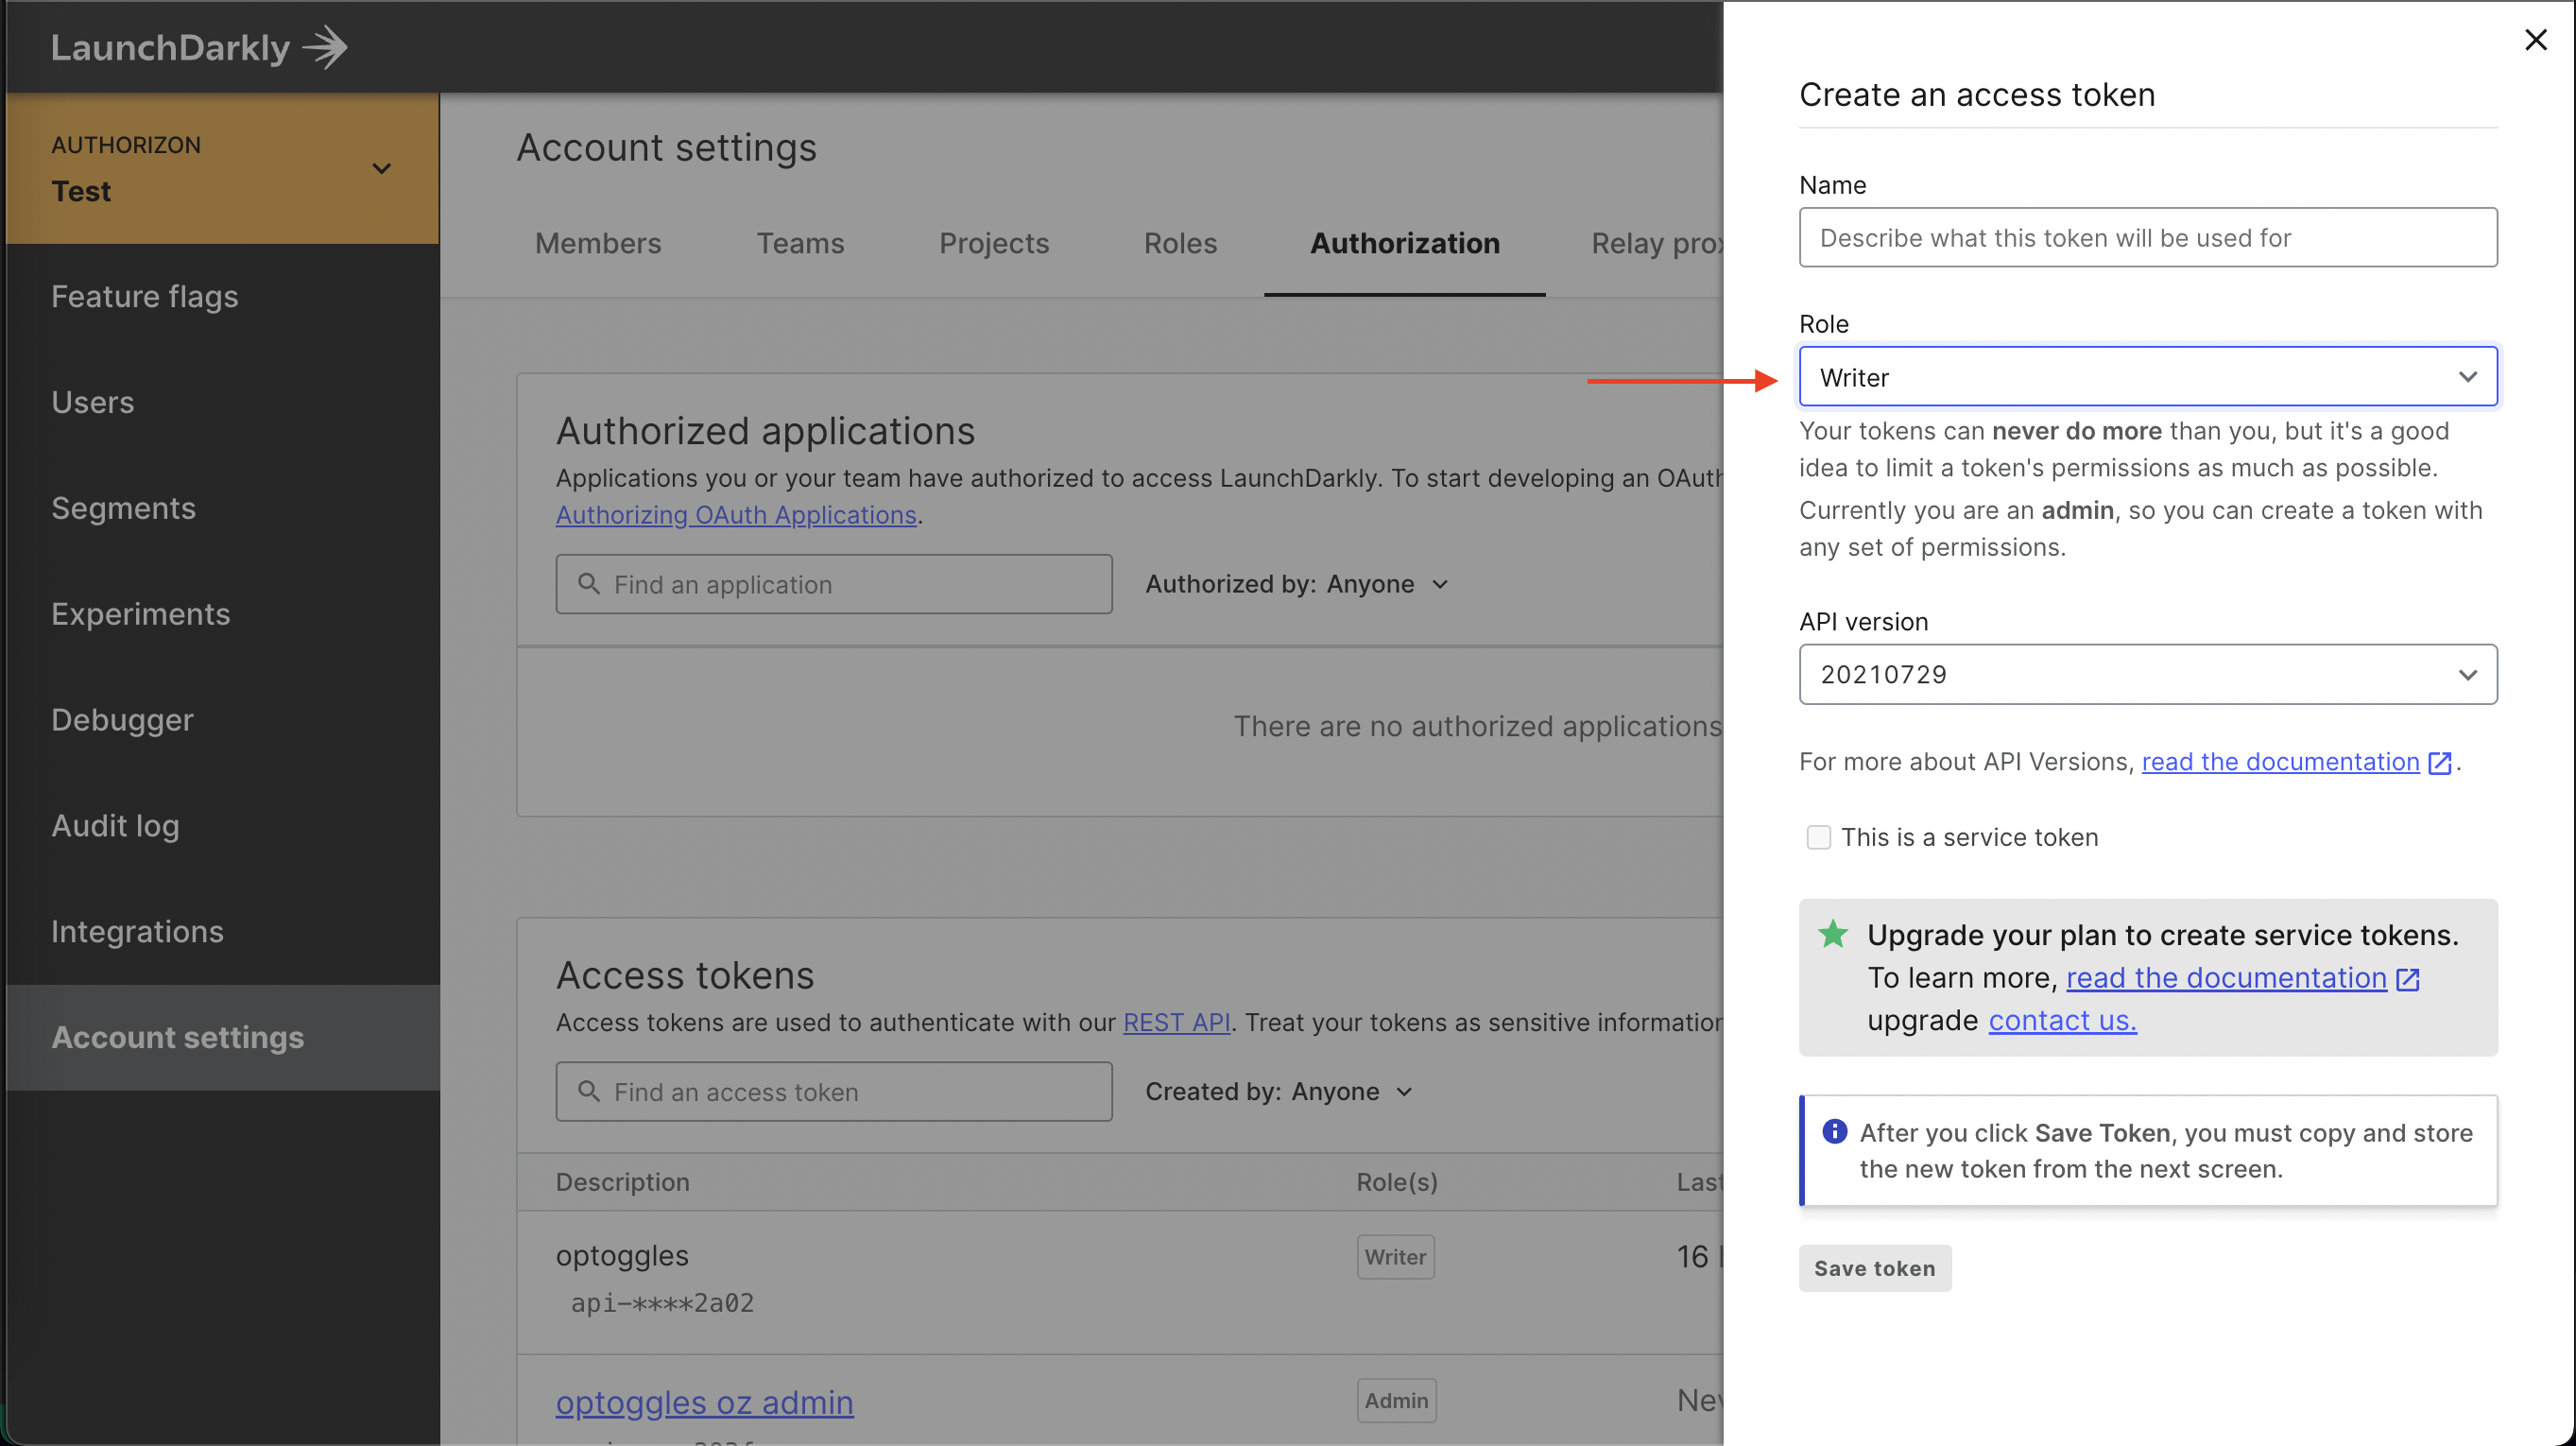 LaunchDarkly
AUTHORIZON
Test
Feature flags
Users
Segments
Experiments
Debugger
Audit log
Integrations
Account settings
Account settings
Members Teams Projects Roles Authorization Relay
Authorized applications
Applications you or your team have authorized to access LaunchDarkly. To start developing an
Authorizing OAuth Applications.
Find an application
Authorized by: Anyone
There are no authorized applications
Access tokens
Access tokens are used to authenticate with our REST API. Treat your tokens as sensitive
Find an access token
Created by: Anyone
Description Role(s) Last
optoggles Writer 16
api-****2a02
optoggles oz admin Admin
Create an access token
Name
Describe what this token will be used for
Role
Writer
Your tokens can never do more than you, but it's a good
idea to limit a token's permissions as much as possible.
Currently you are an admin, so you can create a token with
any set of permissions.
API version
20210729
For more about API Versions, read the documentation.
This is a service token
Upgrade your plan to create service tokens.
To learn more, read the documentation
upgrade contact us.
After you click Save Token, you must copy and store
the new token from the next screen.
Save token